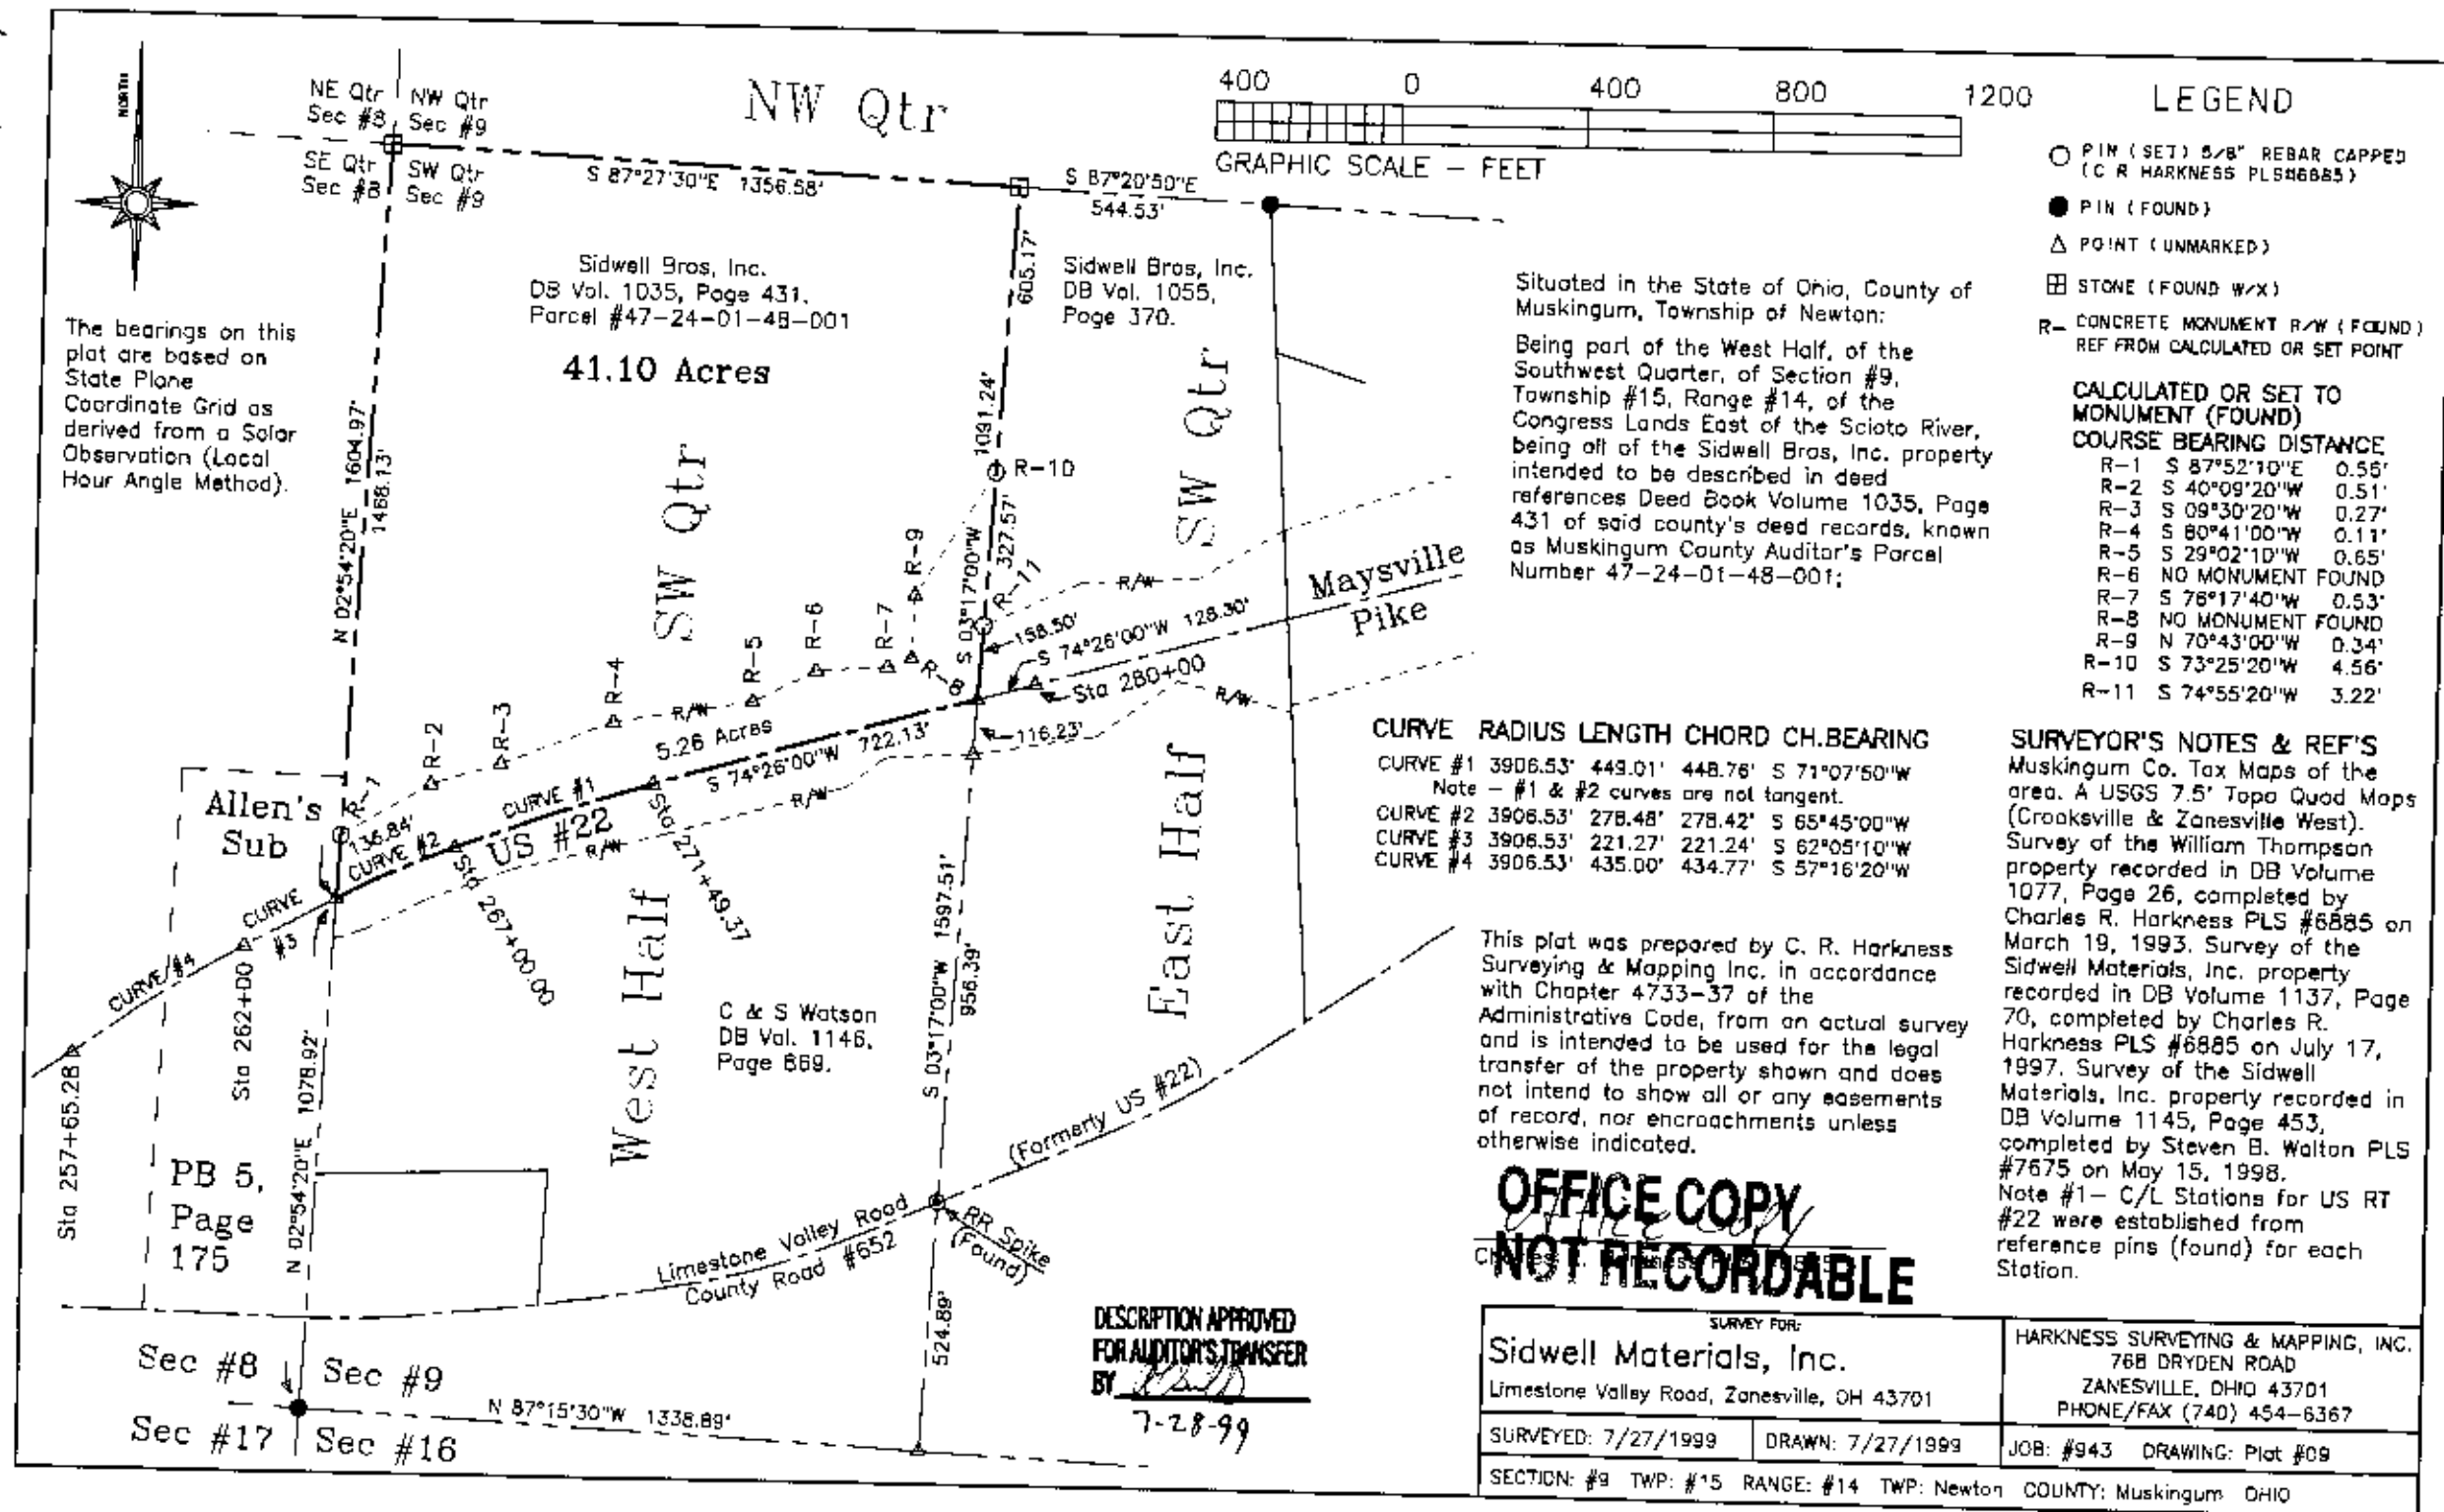 NORTH
NE Qtr
Sec #8
NW Qtr
Sec #9
SE Qtr
Sec #8
SW Qtr
Sec #9
NW Qtr
S 87°27'30"E 1356.58'
S 87°20'50"E
544.53'
400 0 400 800 1200
GRAPHIC SCALE – FEET
The bearings on this
plat are based on
State Plane
Coordinate Grid as
derived from a Solar
Observation (Local
Hour Angle Method).
Sidwell Bros, Inc.
DB Vol. 1035, Page 431.
Parcel #47-24-01-48-001
41.10 Acres
Sidwell Bros, Inc.
DB Vol. 1055,
Page 370.
605.17'
1091.24'
R-10
327.57'
S 03°17'00"W
R-11
N 02°54'20"E 1604.97'
1468.13'
SW Qtr
SW Qtr
R-9
R-8
R-7
R-6
R-5
R-4
R-3
R-2
R-1
R/W
R/W
R/W
R/W
R/W
158.50'
S 74°26'00"W 128.30'
Sta 280+00
Maysville
Pike
116.23'
5.26 Acres
S 74°26'00"W 722.13'
CURVE #1
US #22
CURVE #2
136.84'
Allen's
Sub
CURVE
#3
CURVE #4
Sta 271+49.37
Sta 267+00.00
Sta 262+00
Sta 257+65.28
N 02°54'20"E 1078.92'
West Half
East Half
S 03°17'00"W 1597.51'
956.39'
C & S Watson
DB Val. 1146,
Page 869.
PB 5,
Page
175
Limestone Valley Road
County Road #652
(Formerly US #22)
RR Spike
(Found)
524.89'
Sec #8
Sec #9
Sec #17
Sec #16
N 87°15'30"W 1338.89'
DESCRIPTION APPROVED
FOR AUDITOR'S TRANSFER
BY
7-28-99
Situated in the State of Ohio, County of
Muskingum, Township of Newton:
Being part of the West Half, of the
Southwest Quarter, of Section #9,
Township #15, Range #14, of the
Congress Lands East of the Scioto River,
being all of the Sidwell Bros, Inc. property
intended to be described in deed
references Deed Book Volume 1035, Page
431 of said county's deed records, known
as Muskingum County Auditor's Parcel
Number 47-24-01-48-001;
CURVE RADIUS LENGTH CHORD CH.BEARING
CURVE #1 3906.53' 449.01' 448.76' S 71°07'50"W
Note – #1 & #2 curves are not tangent.
CURVE #2 3906.53' 278.48' 278.42' S 65°45'00"W
CURVE #3 3906.53' 221.27' 221.24' S 62°05'10"W
CURVE #4 3906.53' 435.00' 434.77' S 57°16'20"W
This plat was prepared by C. R. Harkness
Surveying & Mapping Inc. in accordance
with Chapter 4733-37 of the
Administrative Code, from an actual survey
and is intended to be used for the legal
transfer of the property shown and does
not intend to show all or any easements
of record, nor encroachments unless
otherwise indicated.
OFFICE COPY
NOT RECORDABLE
LEGEND
PIN (SET) 5/8" REBAR CAPPED
(C R HARKNESS PLS#6885)
PIN (FOUND)
POINT (UNMARKED)
STONE (FOUND W/X)
R– CONCRETE MONUMENT R/W (FOUND)
REF FROM CALCULATED OR SET POINT
CALCULATED OR SET TO
MONUMENT (FOUND)
COURSE BEARING DISTANCE
R-1 S 87°52'10"E 0.55'
R-2 S 40°09'20"W 0.51'
R-3 S 09°30'20"W 0.27'
R-4 S 80°41'00"W 0.11'
R-5 S 29°02'10"W 0.65'
R-6 NO MONUMENT FOUND
R-7 S 76°17'40"W 0.53'
R-8 NO MONUMENT FOUND
R-9 N 70°43'00"W 0.34'
R-10 S 73°25'20"W 4.56'
R-11 S 74°55'20"W 3.22'
SURVEYOR'S NOTES & REF'S
Muskingum Co. Tax Maps of the
area. A USGS 7.5' Topo Quad Maps
(Crooksville & Zanesville West).
Survey of the William Thompson
property recorded in DB Volume
1077, Page 26, completed by
Charles R. Harkness PLS #6885 on
March 19, 1993. Survey of the
Sidwell Materials, Inc. property
recorded in DB Volume 1137, Page
70, completed by Charles R.
Harkness PLS #6885 on July 17,
1997. Survey of the Sidwell
Materials, Inc. property recorded in
DB Volume 1145, Page 453,
completed by Steven B. Walton PLS
#7675 on May 15, 1998.
Note #1– C/L Stations for US RT
#22 were established from
reference pins (found) for each
Station.
SURVEY FOR:
Sidwell Materials, Inc.
Limestone Valley Road, Zanesville, OH 43701
HARKNESS SURVEYING & MAPPING, INC.
768 DRYDEN ROAD
ZANESVILLE, OHIO 43701
PHONE/FAX (740) 454-6367
SURVEYED: 7/27/1999 DRAWN: 7/27/1999 JOB: #943 DRAWING: Plat #09
SECTION: #9 TWP: #15 RANGE: #14 TWP: Newton COUNTY: Muskingum OHIO